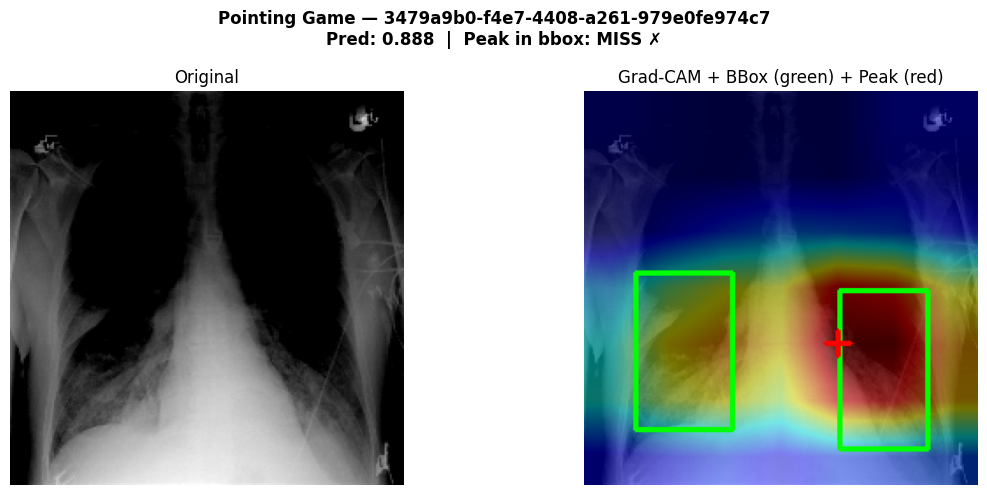 Pointing Game — 3479a9b0-f4e7-4408-a261-979e0fe974c7
Pred: 0.888 | Peak in bbox: MISS ✗
Original
Grad-CAM + BBox (green) + Peak (red)